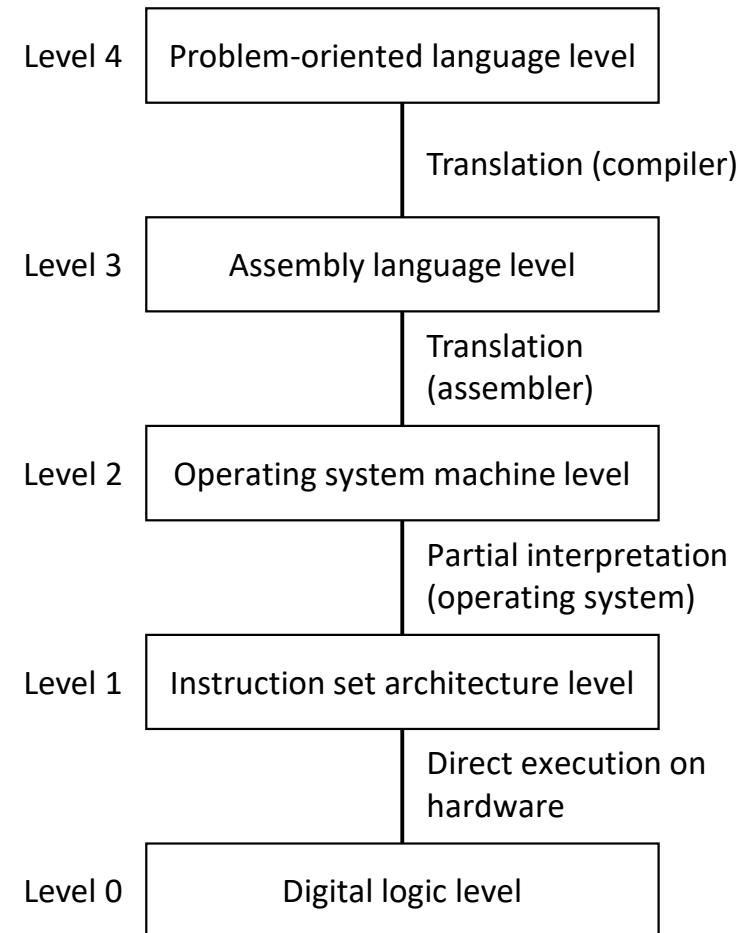 Level 4 Problem-oriented language level
Translation (compiler)
Level 3 Assembly language level
Translation
(assembler)
Level 2 Operating system machine level
Partial interpretation
(operating system)
Level 1 Instruction set architecture level
Direct execution on
hardware
Level 0 Digital logic level